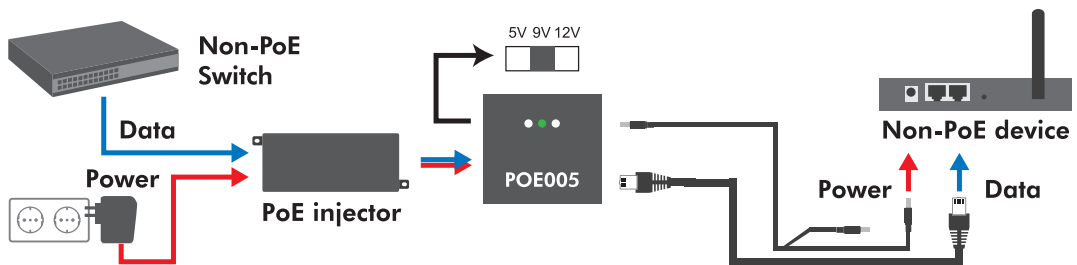 Non-PoE
Switch
Data
Power
PoE injector
5V 9V 12V
POE005
Non-PoE device
Power
Data